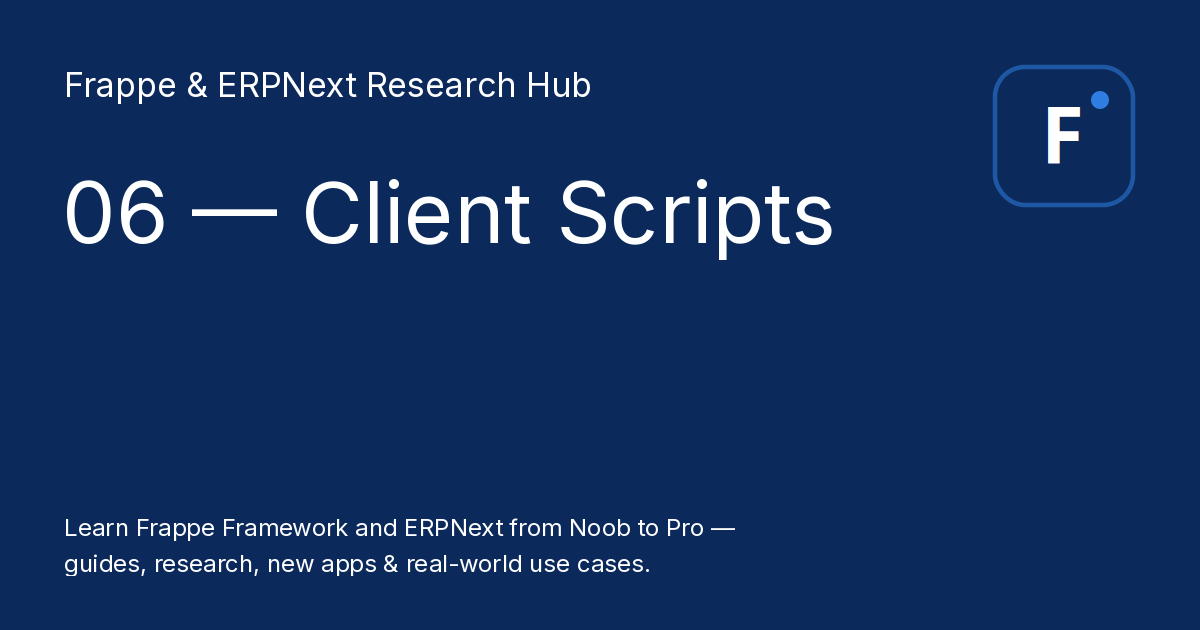 Frappe & ERPNext Research Hub
F
06 — Client Scripts
Learn Frappe Framework and ERPNext from Noob to Pro —
guides, research, new apps & real-world use cases.